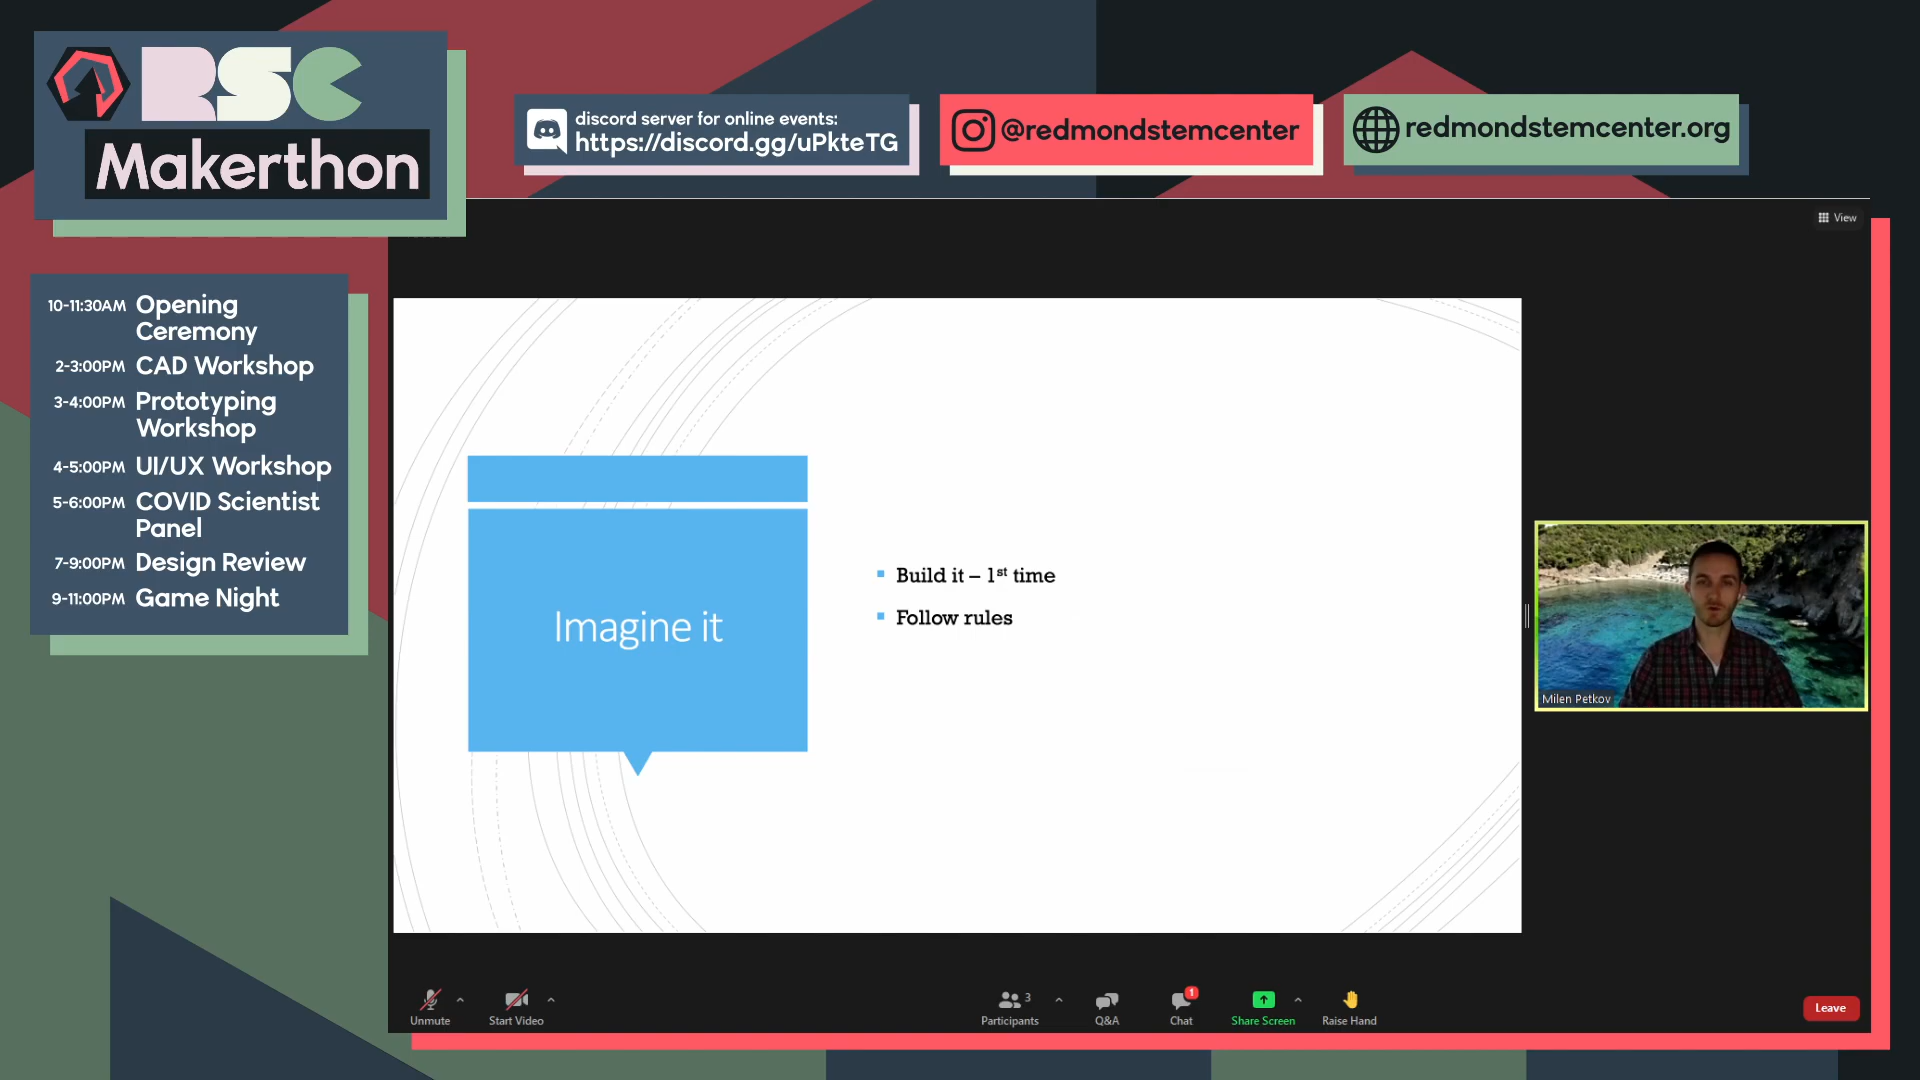 RSC
Makerthon
discord server for online events:
https://discord.gg/uPkteTG
@redmondstemcenter
redmondstemcenter.org
View
10-11:30AM Opening
Ceremony
2-3:00PM CAD Workshop
3-4:00PM Prototyping
Workshop
4-5:00PM UI/UX Workshop
5-6:00PM COVID Scientist
Panel
7-9:00PM Design Review
9-11:00PM Game Night
Imagine it
Build it – 1st time
Follow rules
Milen Petkov
Unmute
Start Video
3
Participants
Q&A
1
Chat
Share Screen
Raise Hand
Leave